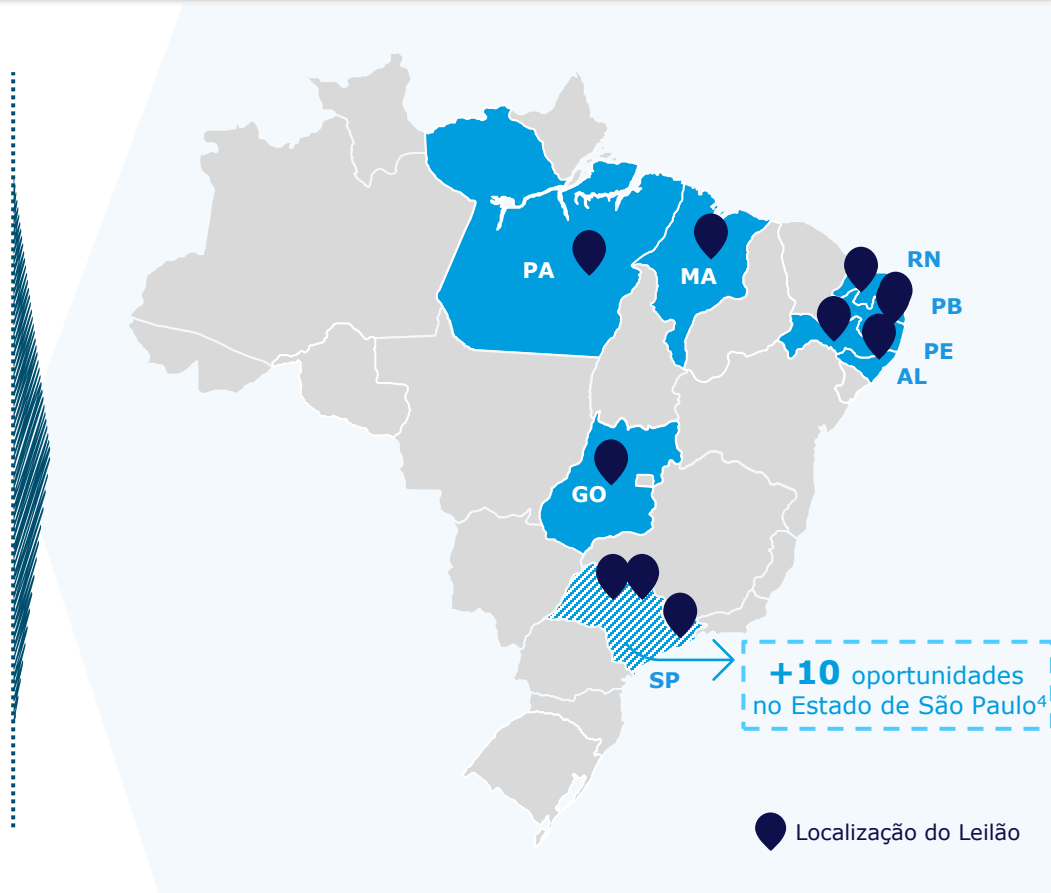 RN
PA
MA
PB
PE
AL
GO
+10 oportunidades
no Estado de São Paulo⁴
SP
Localização do Leilão